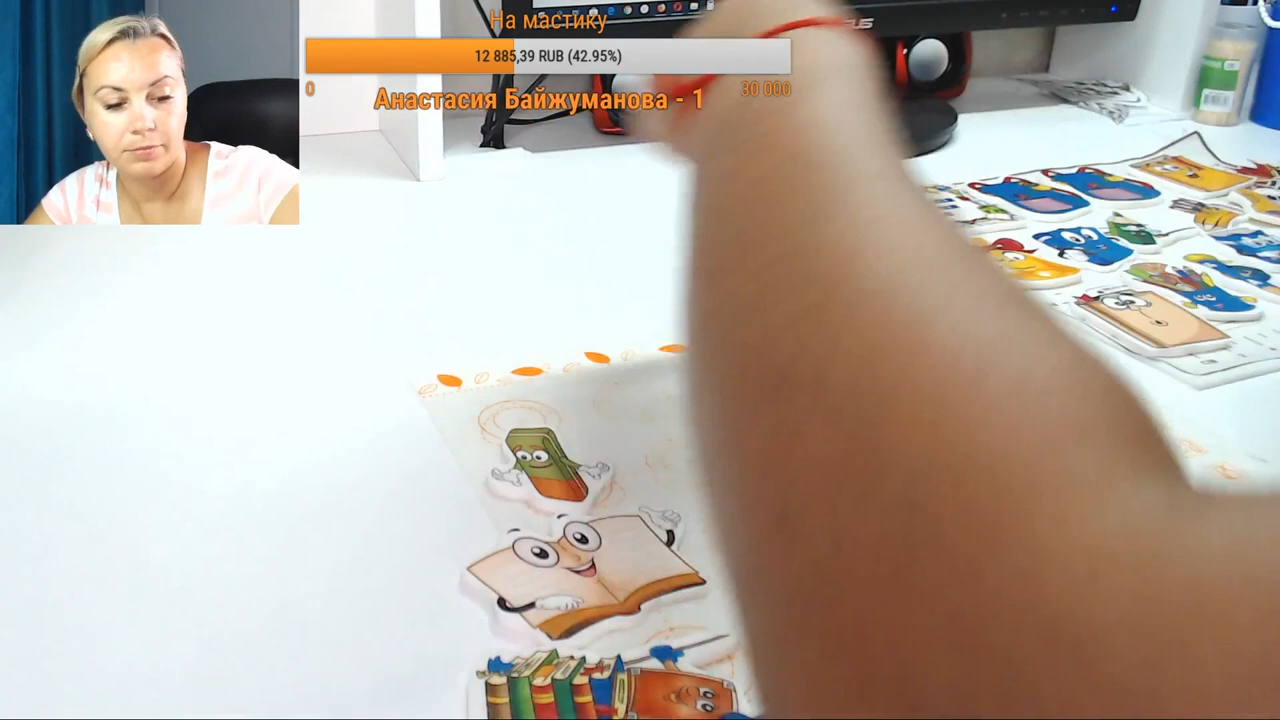 На мастику
12 885,39 RUB (42.95%)
0
30 000
Анастасия Байжуманова - 1